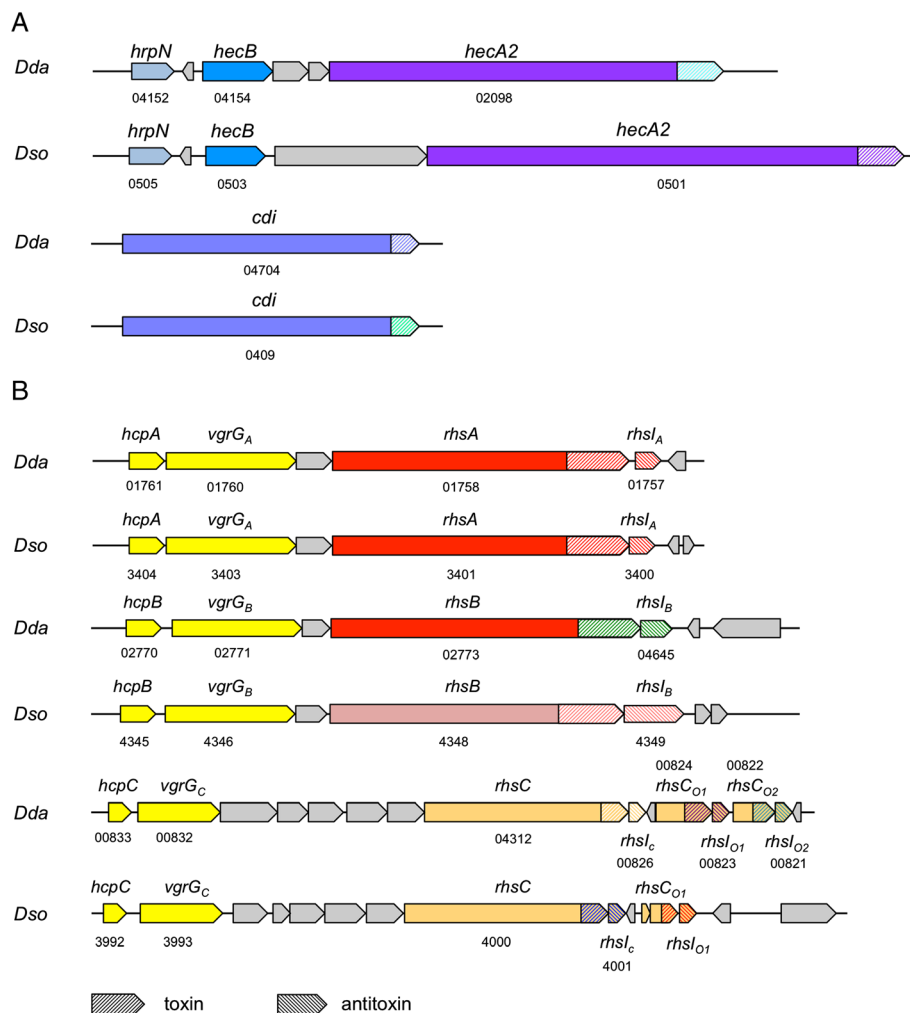 A
hrpN hecB hecA2
Dda
04152 04154 02098
hrpN hecB hecA2
Dso
0505 0503 0501
cdi
Dda
04704
cdi
Dso
0409
B
hcpA vgrGA rhsA rhsIA
Dda
01761 01760 01758 01757
hcpA vgrGA rhsA rhsIA
Dso
3404 3403 3401 3400
hcpB vgrGB rhsB rhsIB
Dda
02770 02771 02773 04645
hcpB vgrGB rhsB rhsIB
Dso
4345 4346 4348 4349
00824 00822
hcpC vgrGC rhsC rhsCO1 rhsCO2
Dda
00833 00832 04312 rhsIc rhsIO1 rhsIO2
00826 00823 00821
hcpC vgrGC rhsC rhsCO1
Dso
3992 3993 4000 rhsIc rhsIO1
4001
toxin antitoxin